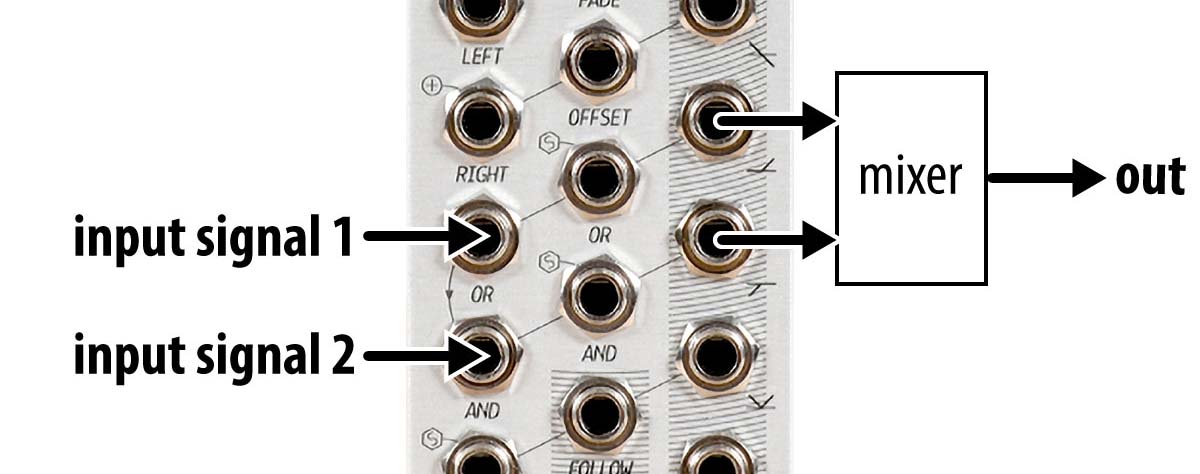 FADE
LEFT
OFFSET
RIGHT
mixer
out
input signal 1
OR
OR
input signal 2
AND
AND
S
S
S
FOLLOW